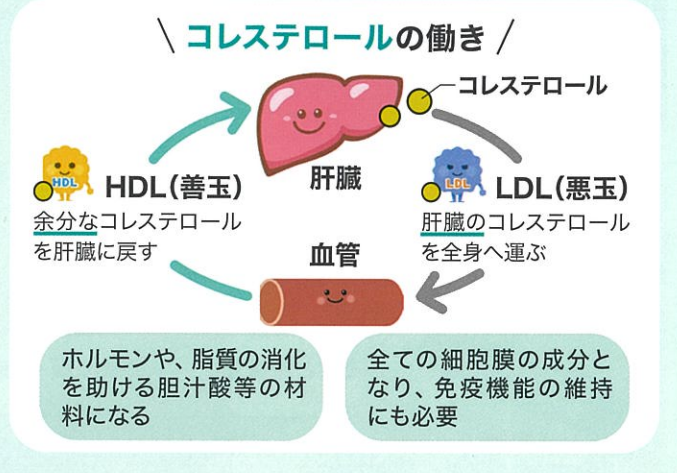 コレステロールの働き
コレステロール
肝臓
HDL
HDL(善玉)
余分なコレステロール
を肝臓に戻す
LDL
LDL(悪玉)
肝臓のコレステロール
を全身へ運ぶ
血管
ホルモンや、脂質の消化
を助ける胆汁酸等の材
料になる
全ての細胞膜の成分と
なり、免疫機能の維持
にも必要